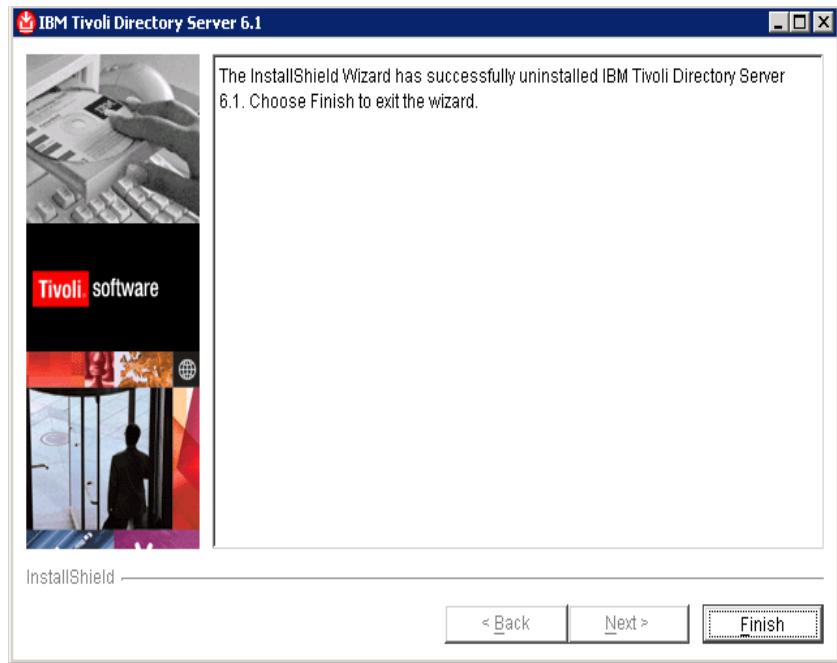 IBM Tivoli Directory Server 6.1
The InstallShield Wizard has successfully uninstalled IBM Tivoli Directory Server
6.1. Choose Finish to exit the wizard.
Tivoli. software
InstallShield
< Back
Next >
Finish